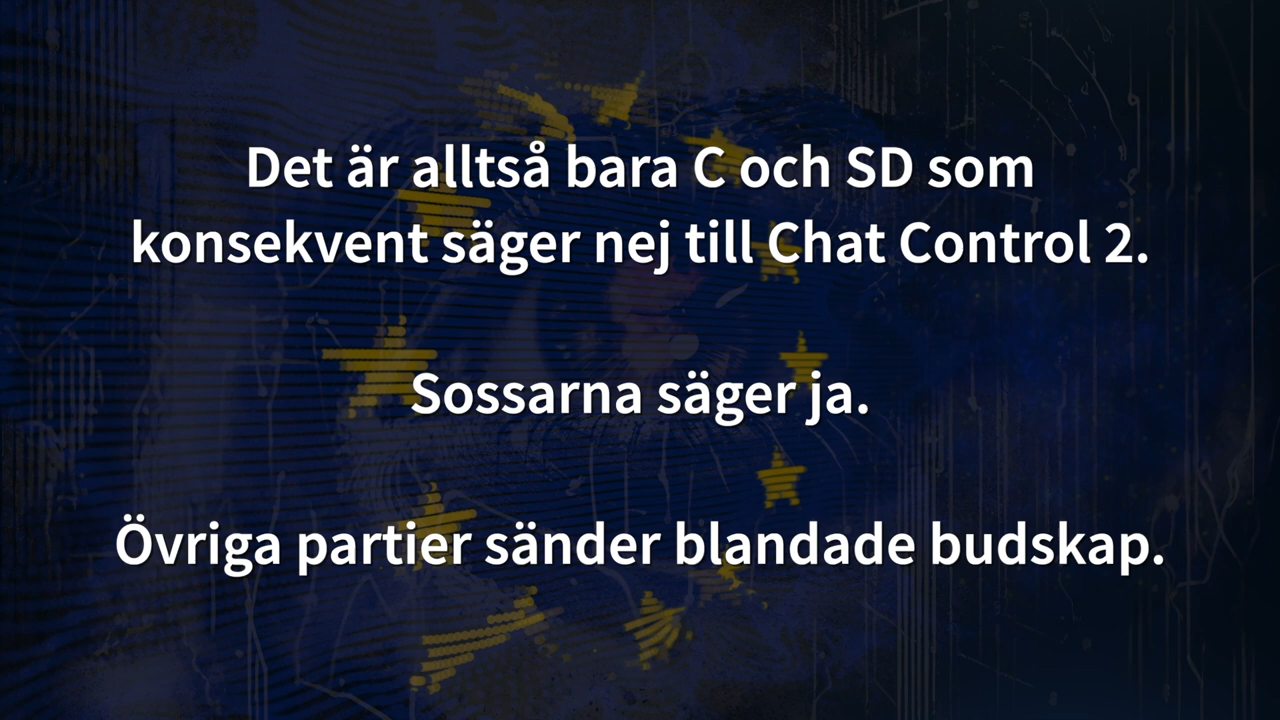 Det är alltså bara C och SD som
konsekvent säger nej till Chat Control 2.
Sossarna säger ja.
Övriga partier sänder blandade budskap.